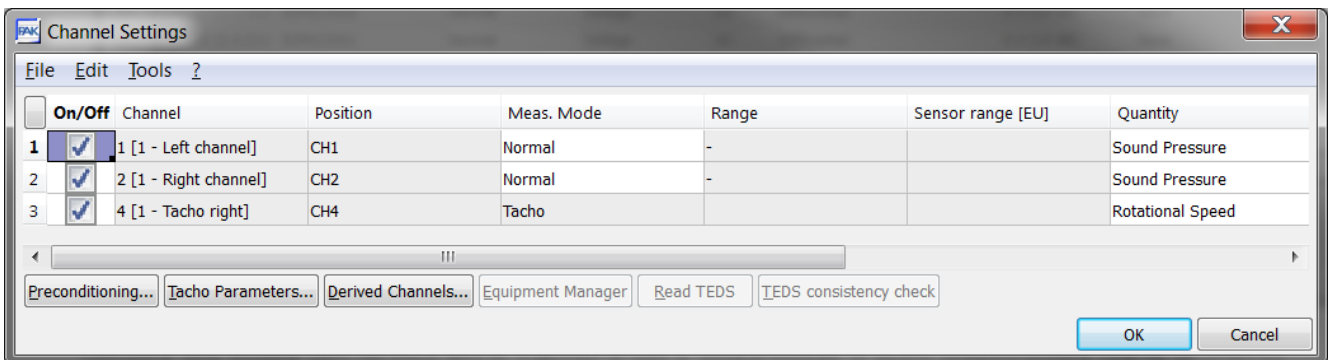 PAK Channel Settings X
File Edit Tools ?
On/Off Channel Position Meas. Mode Range Sensor range [EU] Quantity
1 1 [1 - Left channel] CH1 Normal - Sound Pressure
2 2 [1 - Right channel] CH2 Normal - Sound Pressure
3 4 [1 - Tacho right] CH4 Tacho Rotational Speed
Preconditioning... Tacho Parameters... Derived Channels... Equipment Manager Read TEDS TEDS consistency check
OK Cancel